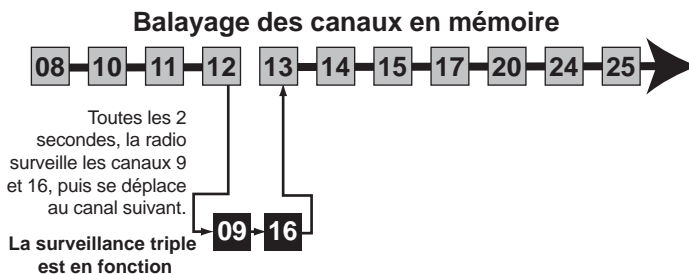 Balayage des canaux en mémoire
08 10 11 12 13 14 15 17 20 24 25
Toutes les 2
secondes, la radio
surveille les canaux 9
et 16, puis se déplace
au canal suivant.
09 16
La surveillance triple
est en fonction